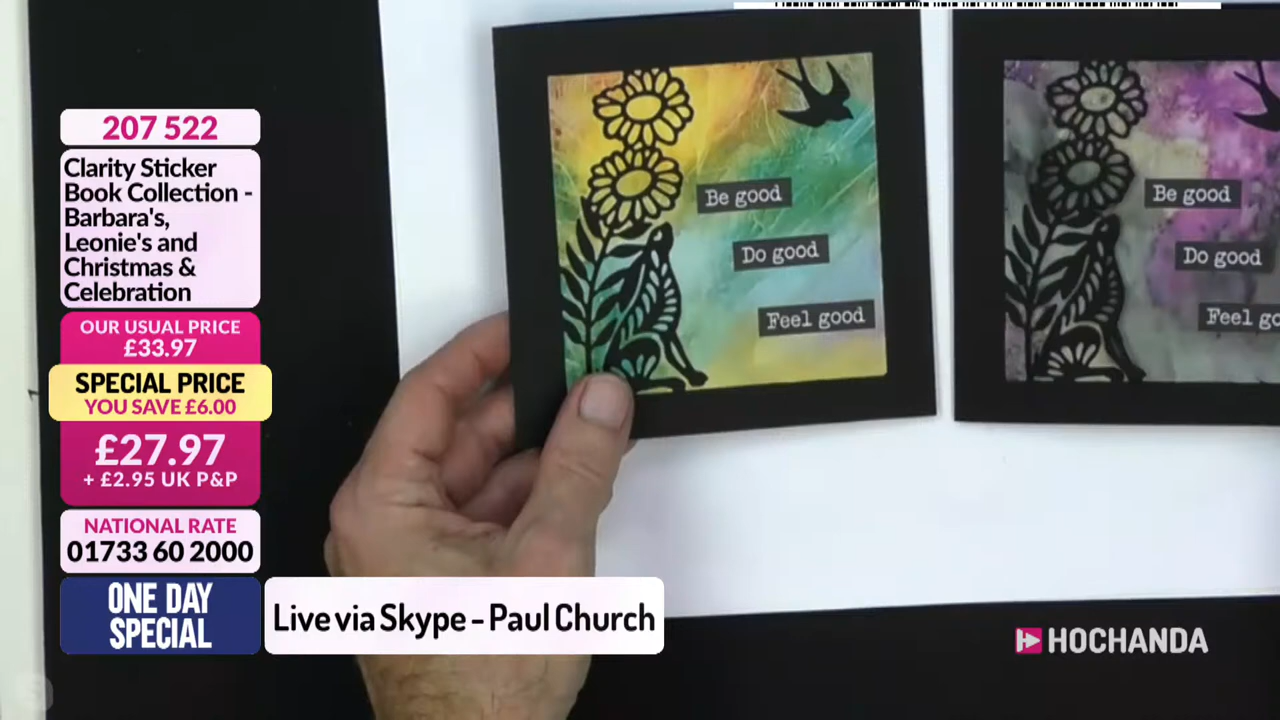 207 522
Clarity Sticker
Book Collection -
Barbara's,
Leonie's and
Christmas &
Celebration
OUR USUAL PRICE
£33.97
SPECIAL PRICE
YOU SAVE £6.00
£27.97
+ £2.95 UK P&P
NATIONAL RATE
01733 60 2000
ONE DAY
SPECIAL
Live via Skype - Paul Church
HOCHANDA
Be good
Do good
Feel good
Be good
Do good
Feel go